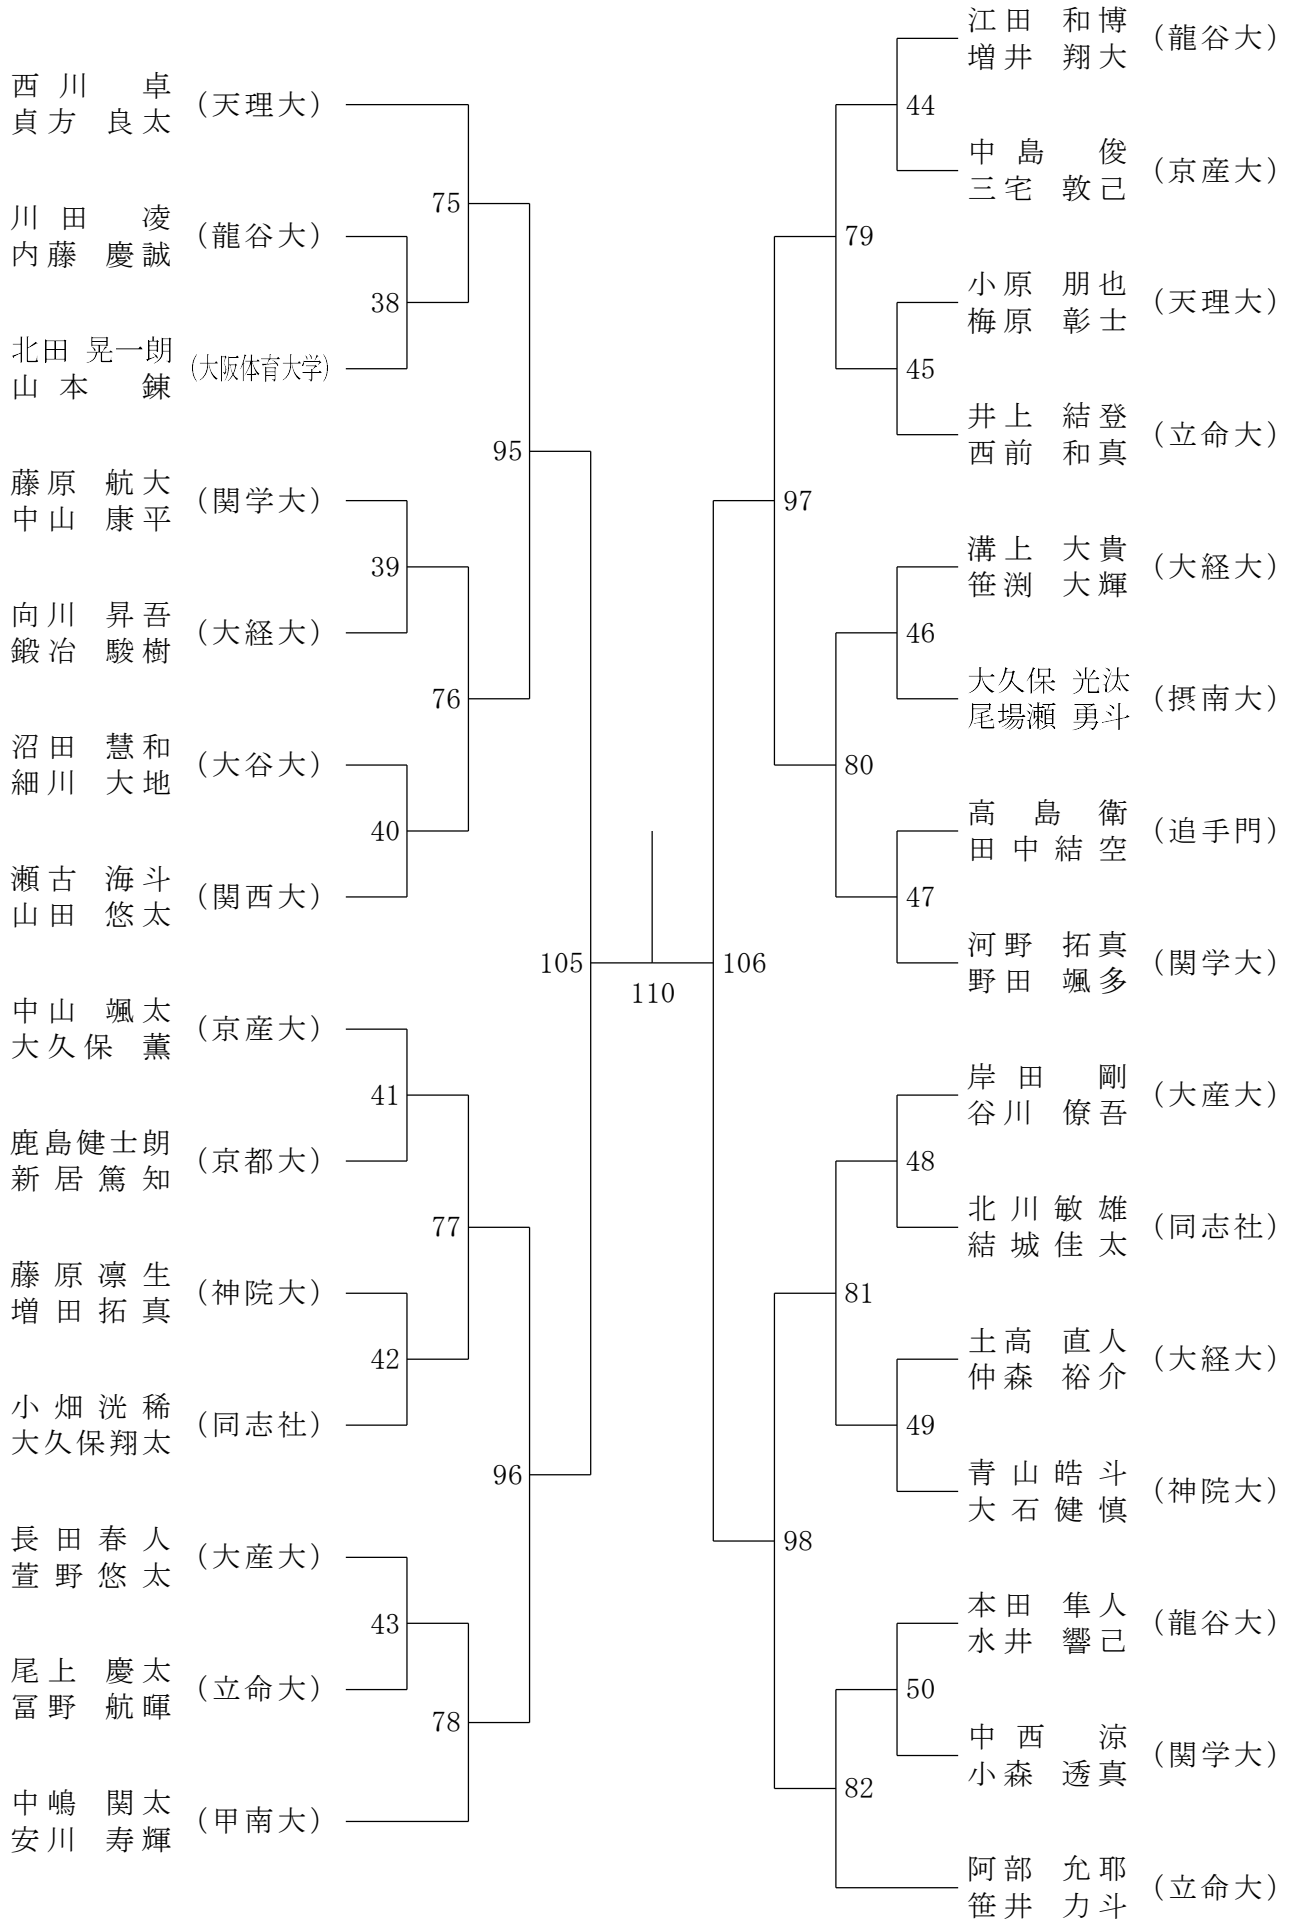 西川 卓
貞方 良太
(天理大)
川田 凌
内藤 慶誠
(龍谷大)
北田 晃一朗
山本 錬
(大阪体育大学)
藤原 航大
中山 康平
(関学大)
向川 昇吾
鍛冶 駿樹
(大経大)
沼田 慧和
細川 大地
(大谷大)
瀬古 海斗
山田 悠太
(関西大)
中山 颯太
大久保 薫
(京産大)
鹿島健士朗
新居篤知
(京都大)
藤原凛生
増田拓真
(神院大)
小畑洸稀
大久保翔太
(同志社)
長田春人
萱野悠太
(大産大)
尾上 慶太
冨野 航暉
(立命大)
中嶋 関太
安川 寿輝
(甲南大)
38
39
40
41
42
43
75
76
77
78
95
96
105
110
106
97
98
79
80
81
82
44
45
46
47
48
49
50
江田 和博
増井 翔大
(龍谷大)
中島 俊
三宅 敦己
(京産大)
小原 朋也
梅原 彰士
(天理大)
井上 結登
西前 和真
(立命大)
溝上 大貴
笹渕 大輝
(大経大)
大久保 光汰
尾場瀬 勇斗
(摂南大)
高島 衛
田中結空
(追手門)
河野 拓真
野田 颯多
(関学大)
岸田 剛
谷川 僚吾
(大産大)
北川敏雄
結城佳太
(同志社)
土高 直人
仲森 裕介
(大経大)
青山皓斗
大石健慎
(神院大)
本田 隼人
水井 響己
(龍谷大)
中西 涼
小森 透真
(関学大)
阿部 允耶
笹井 力斗
(立命大)